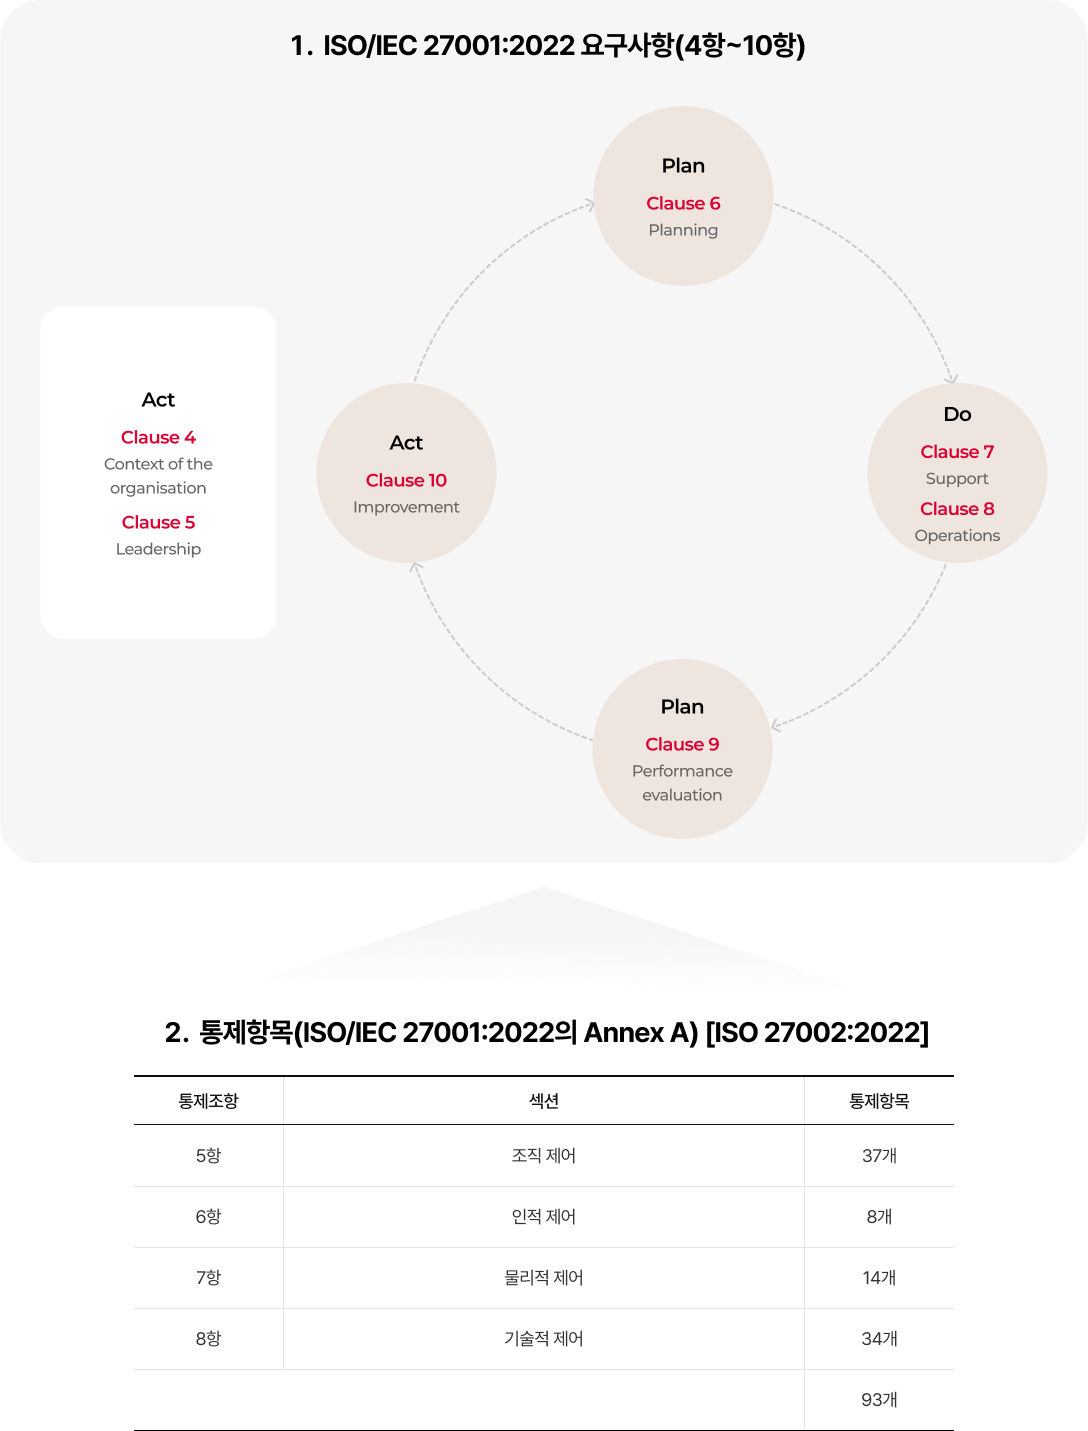 1. ISO/IEC 27001:2022 요구사항(4항~10항)
Plan
Clause 6
Planning
Act
Clause 4
Context of the
organisation
Clause 5
Leadership
Act
Clause 10
Improvement
Do
Clause 7
Support
Clause 8
Operations
Plan
Clause 9
Performance
evaluation
2. 통제항목(ISO/IEC 27001:2022의 Annex A) [ISO 27002:2022]
통제조항 섹션 통제항목
5항 조직 제어 37개
6항 인적 제어 8개
7항 물리적 제어 14개
8항 기술적 제어 34개
93개